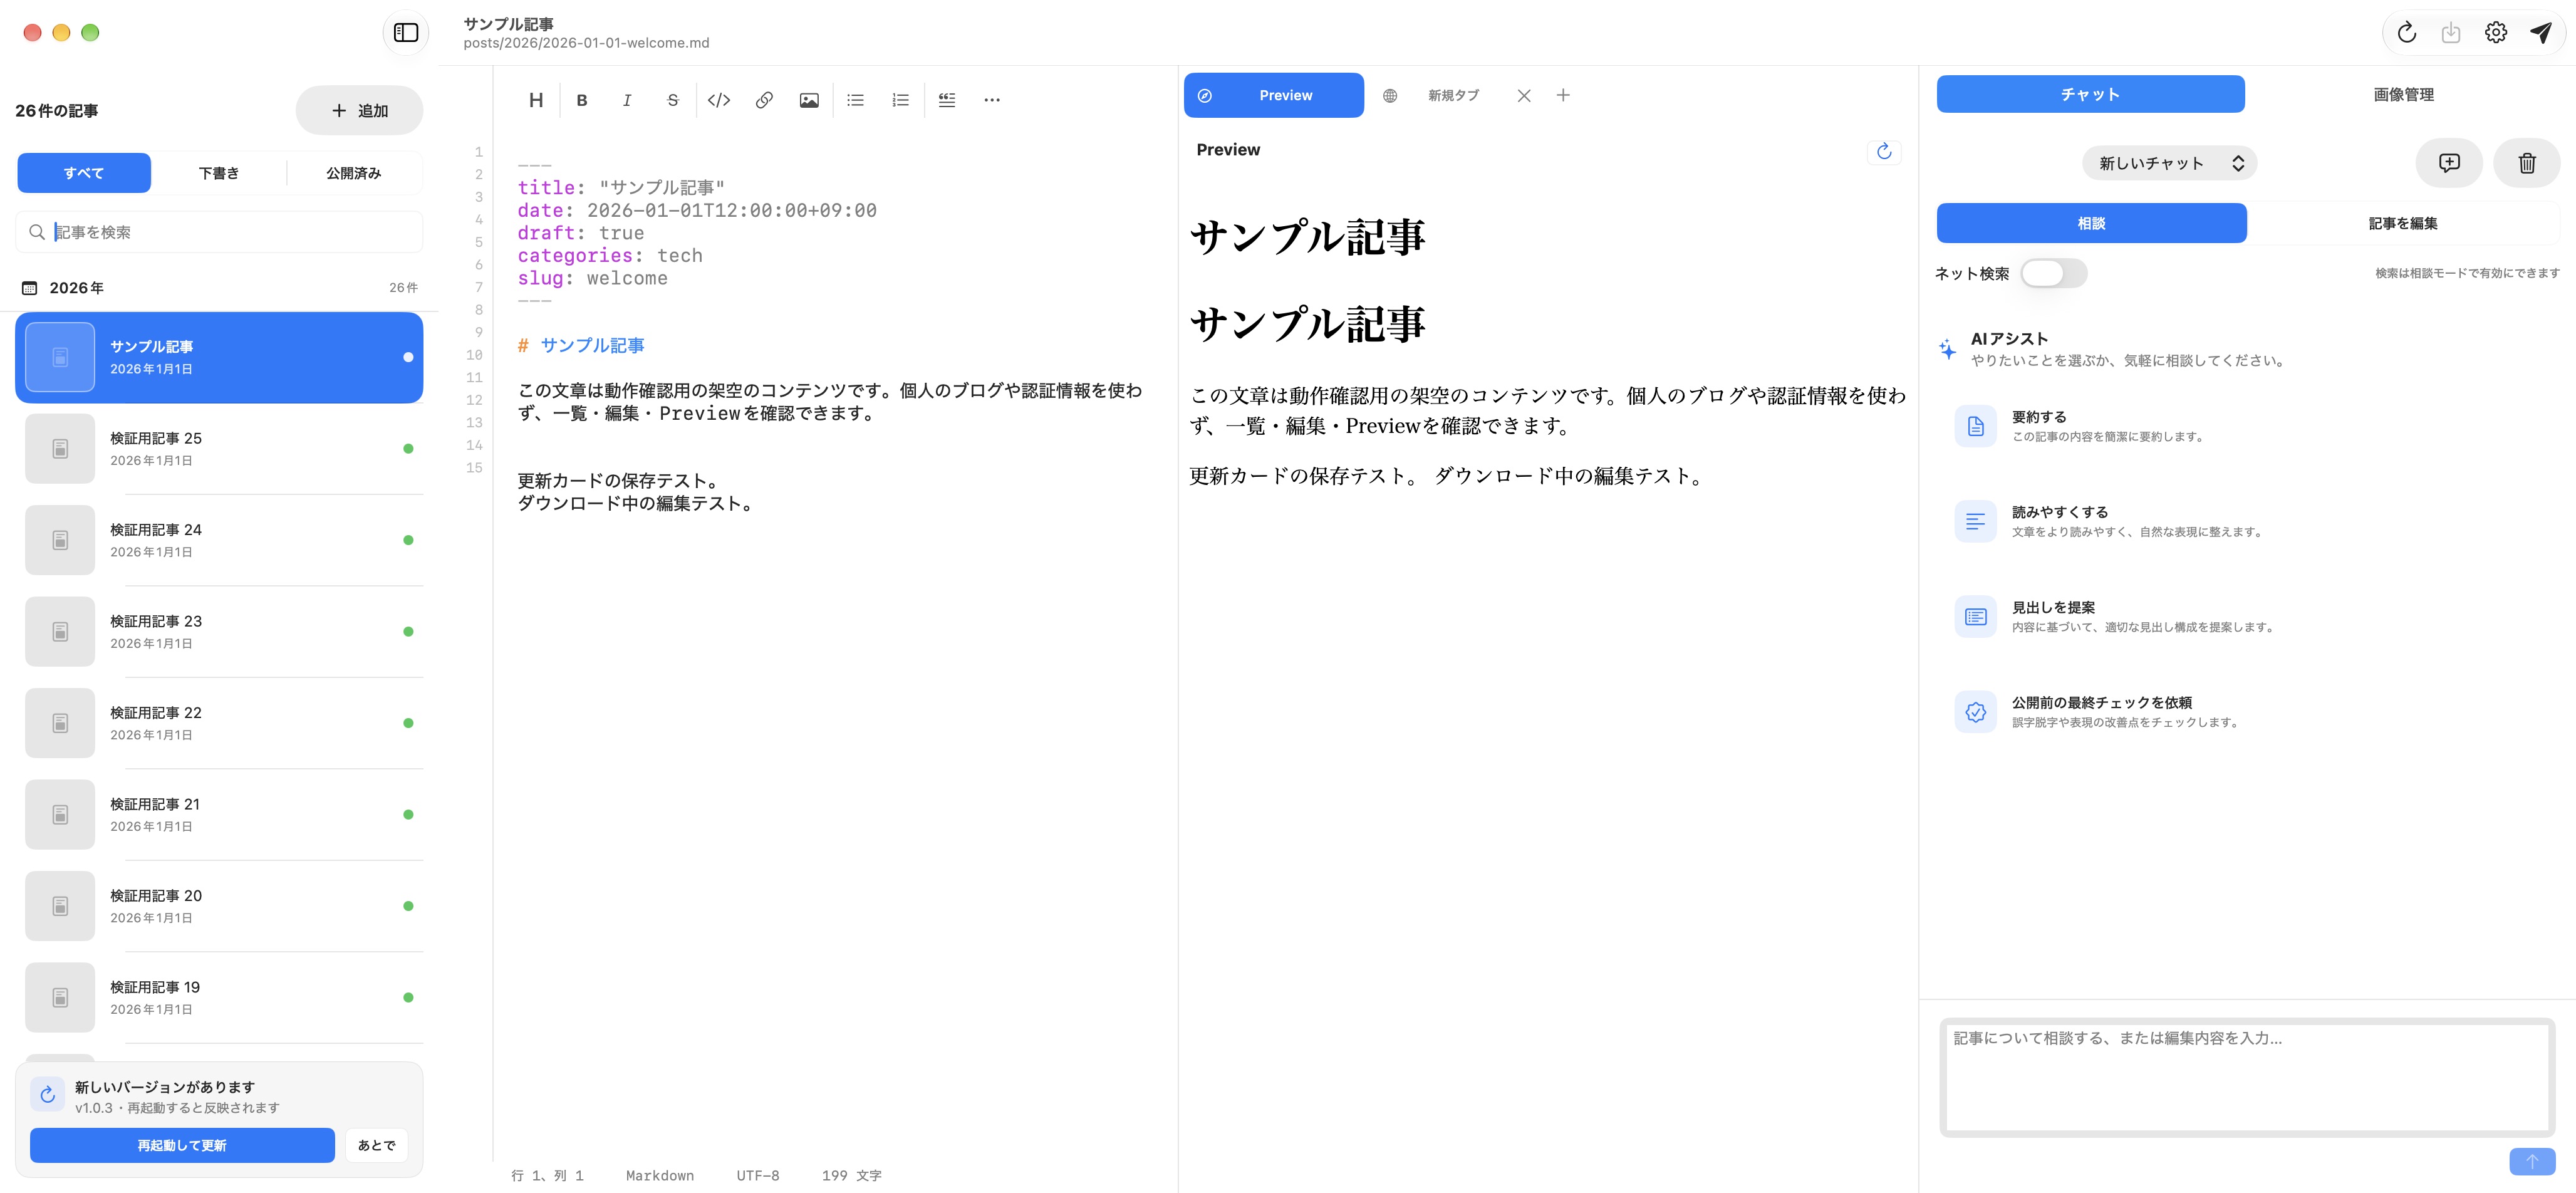 サンプル記事
posts/2026/2026-01-01-welcome.md
26件の記事
追加
すべて
下書き
公開済み
記事を検索
2026年
26件
サンプル記事
2026年1月1日
検証用記事 25
2026年1月1日
検証用記事 24
2026年1月1日
検証用記事 23
2026年1月1日
検証用記事 22
2026年1月1日
検証用記事 21
2026年1月1日
検証用記事 20
2026年1月1日
検証用記事 19
2026年1月1日
新しいバージョンがあります
v1.0.3・再起動すると反映されます
再起動して更新
あとで
H B I S </>
1
2
3
4
5
6
7
8
9
10
11
12
13
14
15
---
title: "サンプル記事"
date: 2026-01-01T12:00:00+09:00
draft: true
categories: tech
slug: welcome
---
# サンプル記事
この文章は動作確認用の架空のコンテンツです。個人のブログや認証情報を使わ
ず、一覧・編集・Previewを確認できます。
更新カードの保存テスト。
ダウンロード中の編集テスト。
行 1、列 1
Markdown
UTF-8
199 文字
Preview
新規タブ
Preview
サンプル記事
サンプル記事
この文章は動作確認用の架空のコンテンツです。個人のブログや認証情報を使わ
ず、一覧・編集・Previewを確認できます。
更新カードの保存テスト。 ダウンロード中の編集テスト。
チャット
画像管理
新しいチャット
相談
記事を編集
ネット検索
検索は相談モードで有効にできます
AIアシスト
やりたいことを選ぶか、気軽に相談してください。
要約する
この記事の内容を簡潔に要約します。
読みやすくする
文章をより読みやすく、自然な表現に整えます。
見出しを提案
内容に基づいて、適切な見出し構成を提案します。
公開前の最終チェックを依頼
誤字脱字や表現の改善点をチェックします。
記事について相談する、または編集内容を入力...